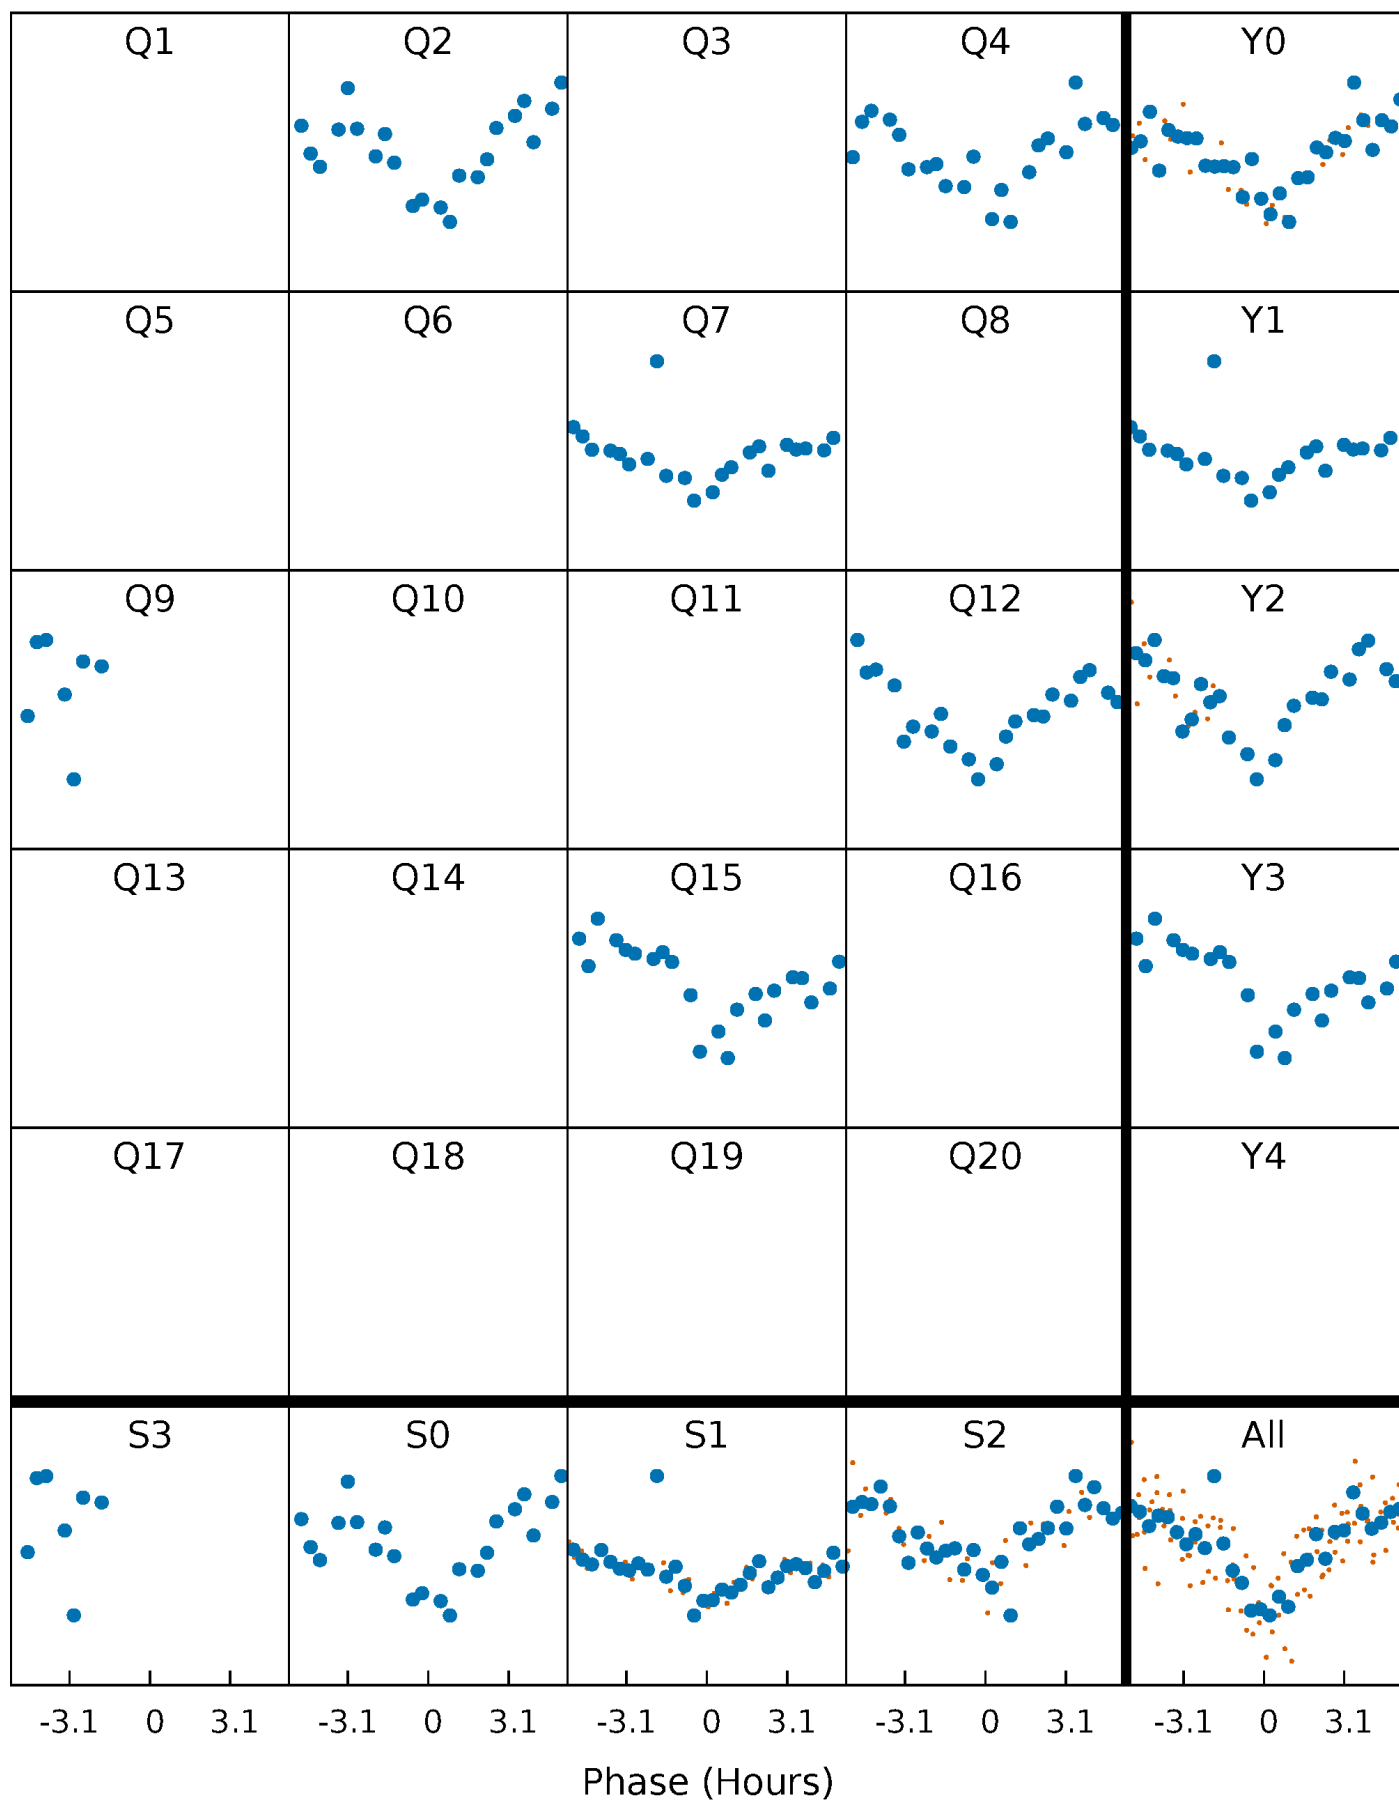 Q1 Q2 Q3 Q4 Y0
Q5 Q6 Q7 Q8 Y1
Q9 Q10 Q11 Q12 Y2
Q13 Q14 Q15 Q16 Y3
Q17 Q18 Q19 Q20 Y4
S3 S0 S1 S2 All
-3.1 0 3.1 -3.1 0 3.1 -3.1 0 3.1 -3.1 0 3.1 -3.1 0 3.1
Phase (Hours)